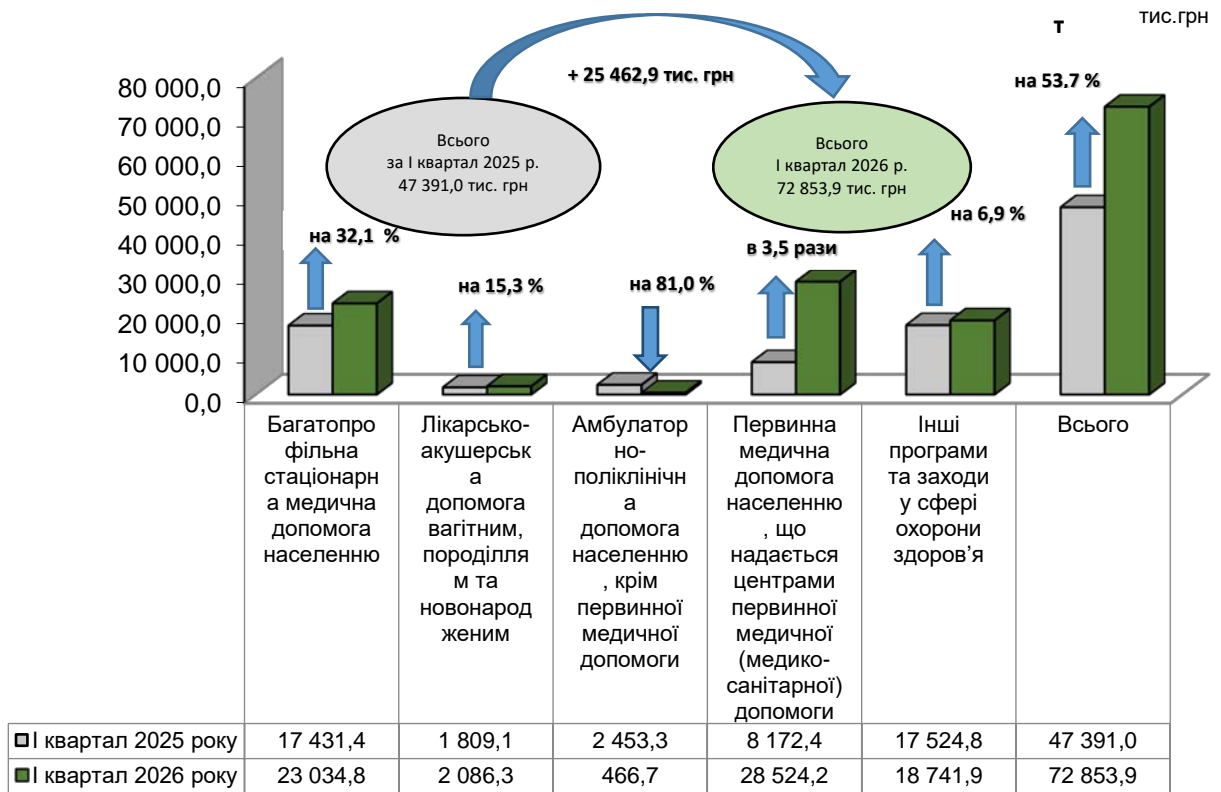 т
тис.грн
+ 25 462,9 тис. грн
на 53,7 %
80 000,0
70 000,0
60 000,0
50 000,0
40 000,0
30 000,0
20 000,0
10 000,0
0,0
Всього
за І квартал 2025 р.
47 391,0 тис. грн
Всього
І квартал 2026 р.
72 853,9 тис. грн
на 32,1 %
на 15,3 %
на 81,0 %
в 3,5 рази
на 6,9 %
Багатопро
фільна
стаціонарн
а медична
допомога
населенню
Лікарсько-
акушерськ
а
допомога
вагітним,
породілля
м та
новонарод
женим
Амбулатор
но-
поліклінічн
а
допомога
населенню
, крім
первинної
медичної
допомоги
Первинна
медична
допомога
населенню
, що
надається
центрами
первинної
медичної
(медико-
санітарної)
допомоги
Інші
програми
та заходи
у сфері
охорони
здоров’я
Всього
І квартал 2025 року 17 431,4 1 809,1 2 453,3 8 172,4 17 524,8 47 391,0
І квартал 2026 року 23 034,8 2 086,3 466,7 28 524,2 18 741,9 72 853,9